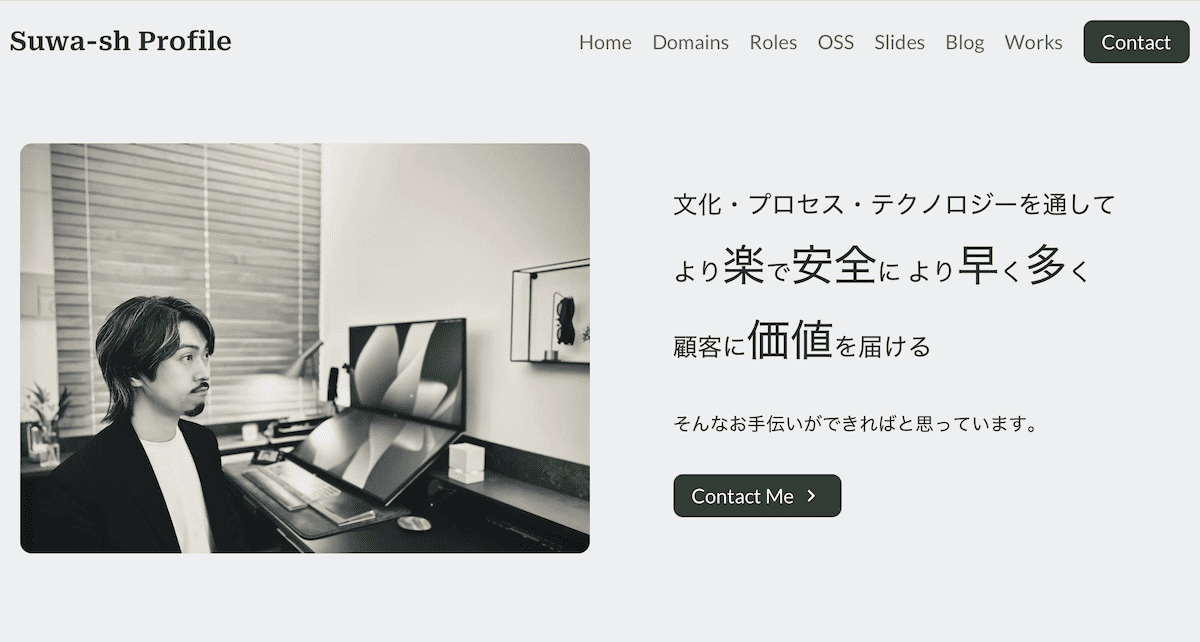 Suwa-sh Profile
Home Domains Roles OSS Slides Blog Works Contact
文化・プロセス・テクノロジーを通して
より楽で安全に より早く多く
顧客に価値を届ける
そんなお手伝いができればと思っています。
Contact Me